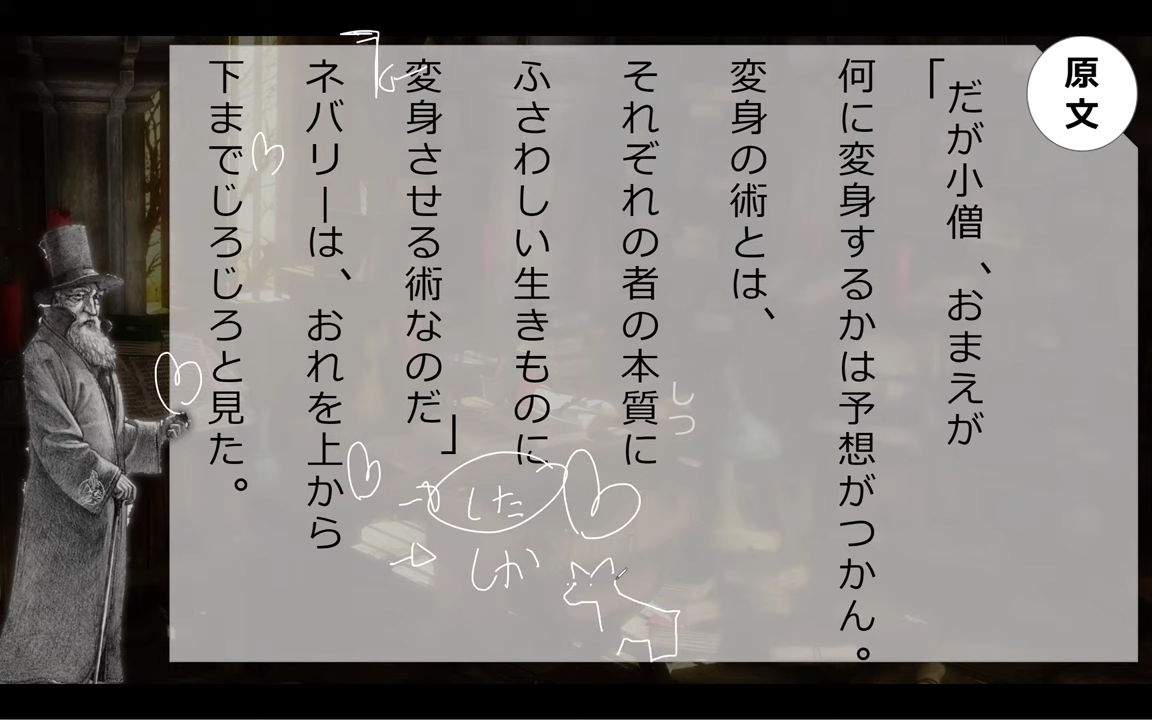 原文
「だが小僧、おまえが
何に変身するかは予想がつかん。
変身の術とは、
それぞれの者の本質に
しつ
ふさわしい生きものに
変身させる術なのだ」
ネバリーは、おれを上から
下までじろじろと見た。
した
しか